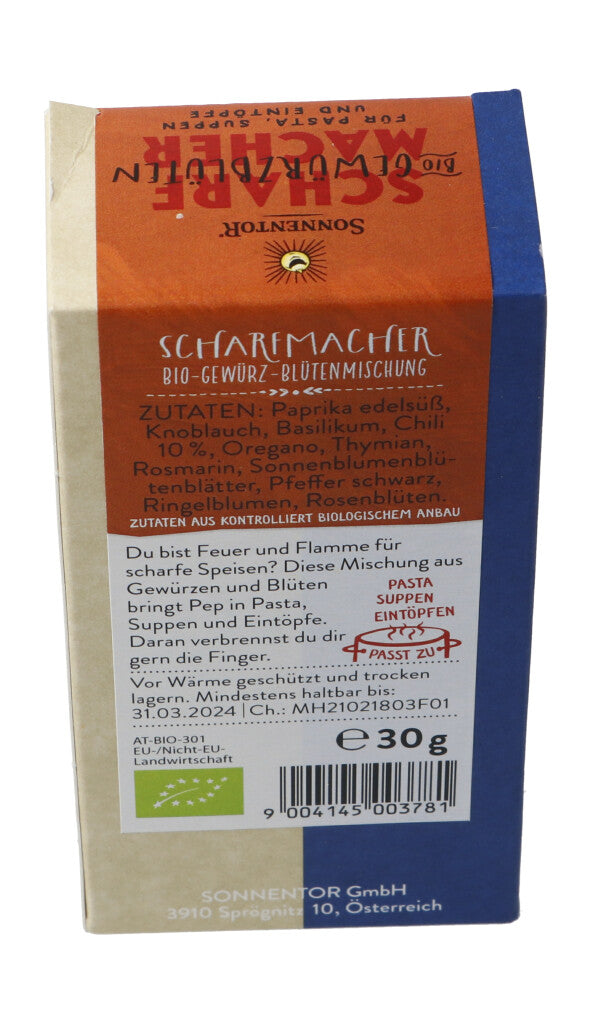 FÜR PASTA, SUPPEN
UND EINTÖPFE
SCHARF
MACHER
BIO GEWÜRZBLÜTEN
SONNENTOR®
SCHARFMACHER
BIO-GEWÜRZ-BLÜTENMISCHUNG
ZUTATEN: Paprika edelsüß,
Knoblauch, Basilikum, Chili
10 %, Oregano, Thymian,
Rosmarin, Sonnenblumenblü-
tenblätter, Pfeffer schwarz,
Ringelblumen, Rosenblüten.
ZUTATEN AUS KONTROLLIERT BIOLOGISCHEM ANBAU
Du bist Feuer und Flamme für
scharfe Speisen? Diese Mischung aus
Gewürzen und Blüten
bringt Pep in Pasta,
Suppen und Eintöpfe.
Daran verbrennst du dir
gern die Finger.
PASTA
SUPPEN
EINTÖPFEN
PASST ZU
Vor Wärme geschützt und trocken
lagern. Mindestens haltbar bis:
31.03.2024 | Ch.: MH21021803F01
AT-BIO-301
EU-/Nicht-EU-
Landwirtschaft
℮ 30 g
9 004145 003781
SONNENTOR GmbH
3910 Sprögnitz 10, Österreich